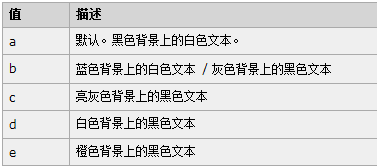 值 描述
a 默认。黑色背景上的白色文本。
b 蓝色背景上的白色文本 / 灰色背景上的黑色文本
c 亮灰色背景上的黑色文本
d 白色背景上的黑色文本
e 橙色背景上的黑色文本